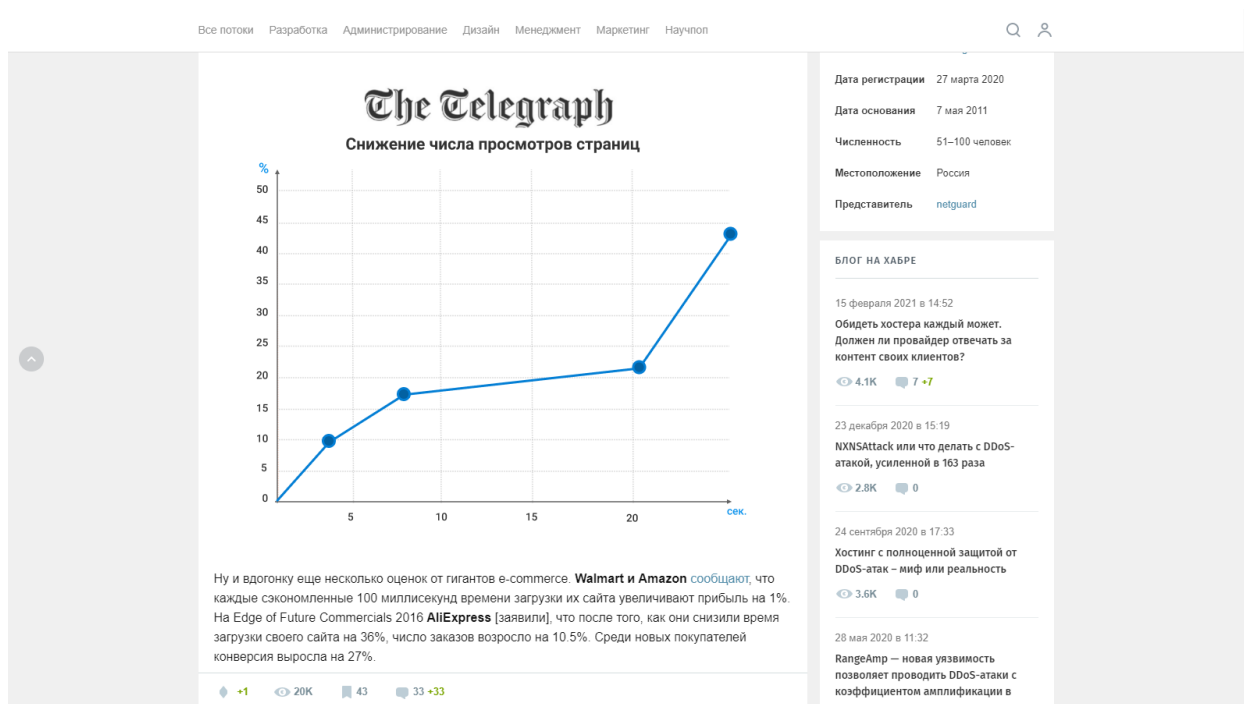 Все потоки Разработка Администрирование Дизайн Менеджмент Маркетинг Научпоп
The Telegraph
Снижение числа просмотров страниц
%
50
45
40
35
30
25
20
15
10
5
0
5 10 15 20 сек.
Ну и вдогонку еще несколько оценок от гигантов e-commerce. Walmart и Amazon сообщают, что
каждые сэкономленные 100 миллисекунд времени загрузки их сайта увеличивают прибыль на 1%.
На Edge of Future Commercials 2016 AliExpress [заявили], что после того, как они снизили время
загрузки своего сайта на 36%, число заказов возросло на 10.5%. Среди новых покупателей
конверсия выросла на 27%.
+1 20K 43 33 +33
Дата регистрации 27 марта 2020
Дата основания 7 мая 2011
Численность 51–100 человек
Местоположение Россия
Представитель netguard
БЛОГ НА ХАБРЕ
15 февраля 2021 в 14:52
Обидеть хостера каждый может.
Должен ли провайдер отвечать за
контент своих клиентов?
4.1K 7 +7
23 декабря 2020 в 15:19
NXNSAttack или что делать с DDoS-
атакой, усиленной в 163 раза
2.8K 0
24 сентября 2020 в 17:33
Хостинг с полноценной защитой от
DDoS-атак – миф или реальность
3.6K 0
28 мая 2020 в 11:32
RangeAmp — новая уязвимость
позволяет проводить DDoS-атаки с
коэффициентом амплификации в